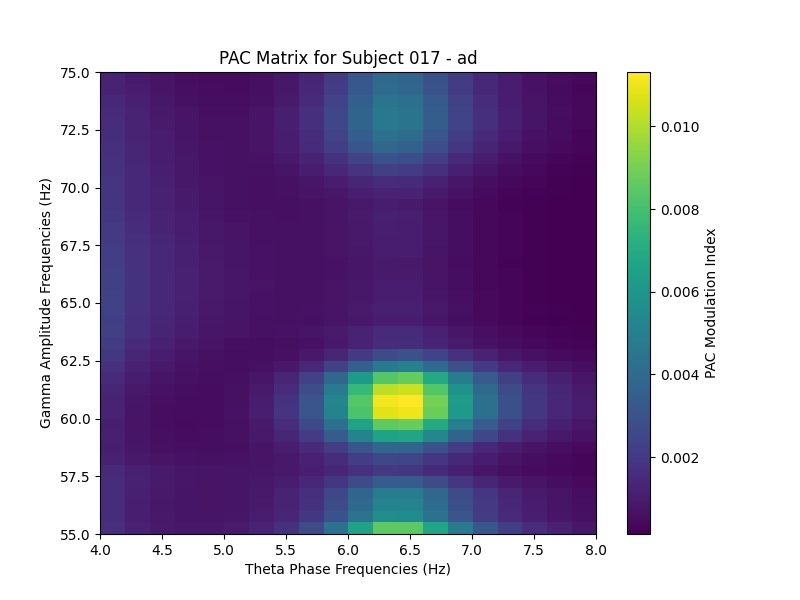 PAC Matrix for Subject 017 - ad
75.0
72.5
70.0
67.5
65.0
62.5
60.0
57.5
55.0
Gamma Amplitude Frequencies (Hz)
4.0 4.5 5.0 5.5 6.0 6.5 7.0 7.5 8.0
Theta Phase Frequencies (Hz)
0.010
0.008
0.006
0.004
0.002
PAC Modulation Index